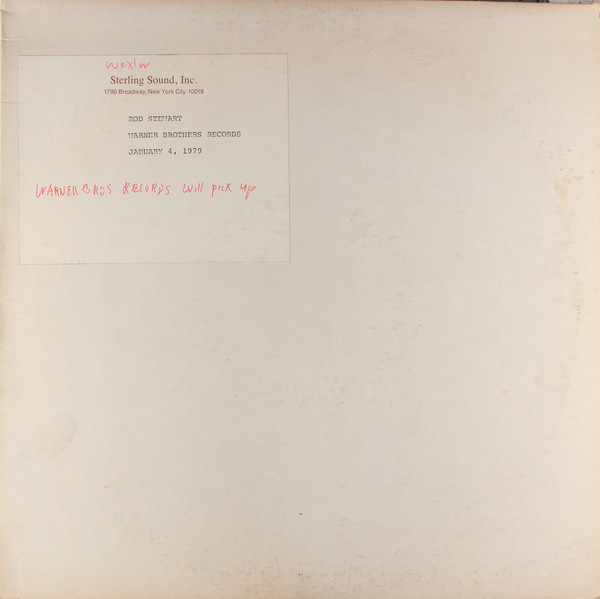 Wexler
Sterling Sound, Inc.
1790 Broadway, New York City 10019
ROD STEWART
WARNER BROTHERS RECORDS
JANUARY 4, 1979
WARNER BROS RECORDS will pick up